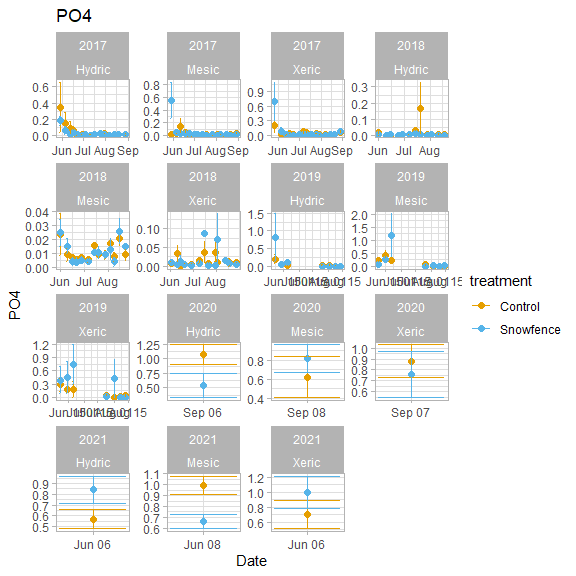 PO4
2017 2017 2017 2018
Hydric Mesic Xeric Hydric
0.6 0.8 0.9 0.3
0.4 0.6 0.6 0.2
0.2 0.4 0.3 0.1
0.0 0.2 0.0 0.0
0.0
Jun Jul Aug Sep Jun Jul Aug Sep Jun Jul Aug Sep Jun Jul Aug
2018 2018 2019 2019
Mesic Xeric Hydric Mesic
0.04 0.10 1.5 2.0
0.03 0.05 1.0 1.5
0.02 0.00 0.5 1.0
0.01 0.0 0.5
0.00 0.0
Jun Jul Aug Jun Jul Aug
PO4
2019 2020 2020 2020
Xeric Hydric Mesic Xeric
1.2 1.25 0.8 1.0
0.9 1.00 0.6 0.9
0.6 0.75 0.4 0.8
0.3 0.50 0.7
0.0 0.6
Sep 06 Sep 08 Sep 07
2021 2021 2021
Hydric Mesic Xeric
0.9 1.1 1.2
0.8 1.0 1.0
0.7 0.9 0.8
0.6 0.8 0.6
0.5 0.7
0.6
Jun 06 Jun 08 Jun 06
Date
treatment
Control
Snowfence